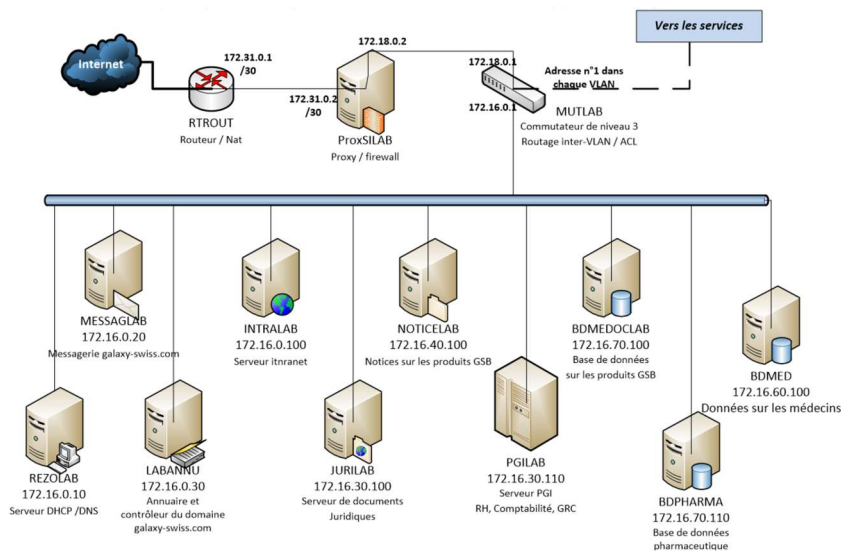 Vers les services
Internet
172.31.0.1
/30
RTROUT
Routeur / Nat
172.18.0.2
172.31.0.2
/30
ProxSILAB
Proxy / firewall
172.18.0.1
172.16.0.1
Adresse n°1 dans
chaque VLAN
MUTLAB
Commutateur de niveau 3
Routage inter-VLAN / ACL
MESSAGLAB
172.16.0.20
Messagerie galaxy-swiss.com
INTRALAB
172.16.0.100
Serveur itnranet
NOTICELAB
172.16.40.100
Notices sur les produits GSB
BDMEDOCLAB
172.16.70.100
Base de données
sur les produits GSB
BDMED
172.16.60.100
Données sur les médecins
REZOLAB
172.16.0.10
Serveur DHCP /DNS
LABANNU
172.16.0.30
Annuaire et
contrôleur du domaine
galaxy-swiss.com
JURILAB
172.16.30.100
Serveur de documents
Juridiques
PGILAB
172.16.30.110
Serveur PGI
RH, Comptabilité, GRC
BDPHARMA
172.16.70.110
Base de données
pharmaceutique